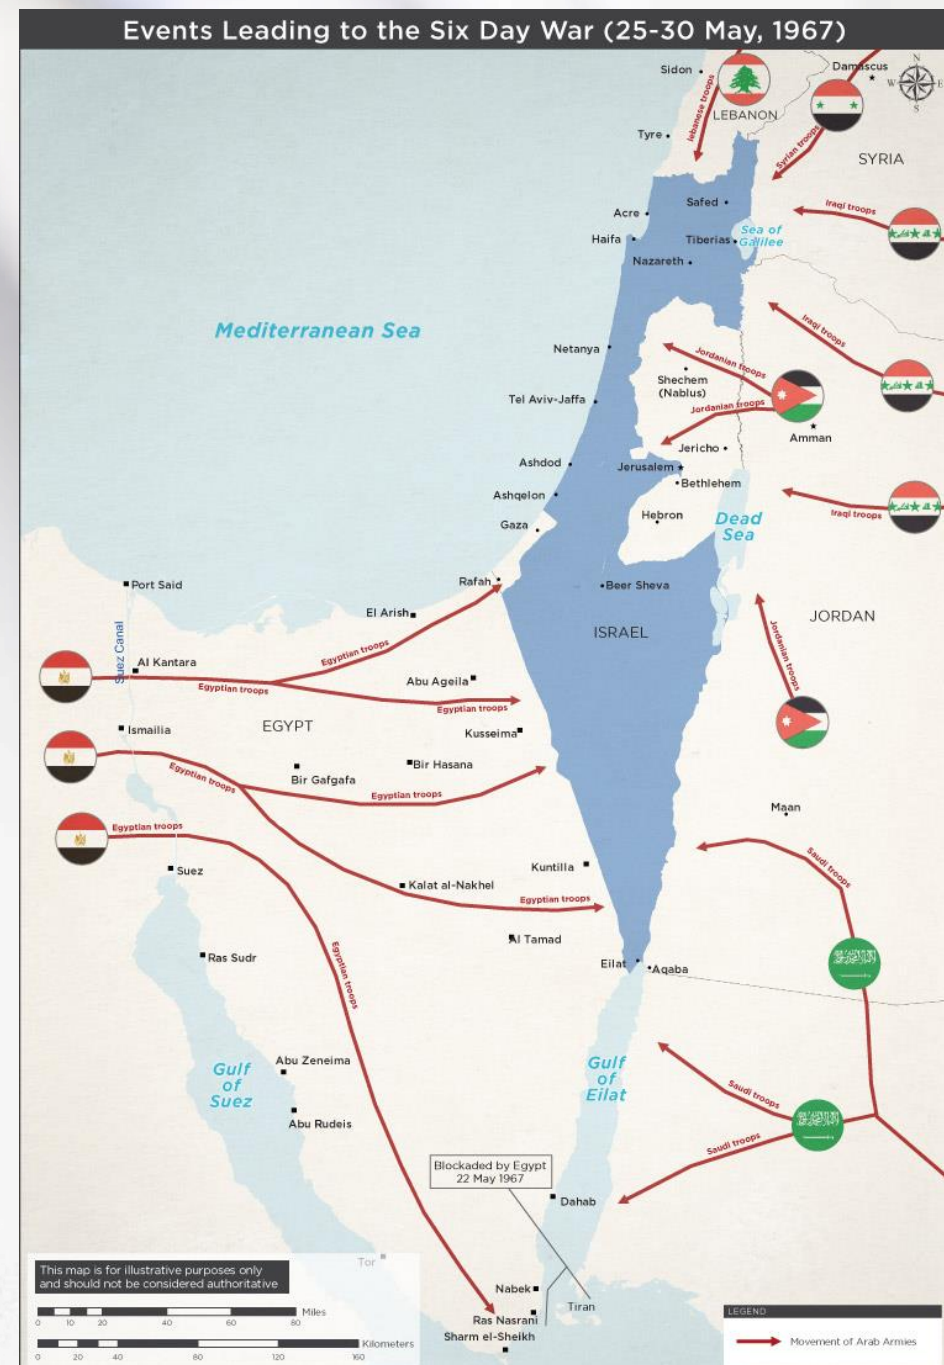 Events Leading to the Six Day War (25-30 May, 1967)
Sidon
Damascus
N
W
E
S
lebanese troops
LEBANON
Tyre
Syrian troops
SYRIA
Safed
Iraqi troops
Acre
Haifa
Tiberias
Sea of
Galilee
Nazareth
Mediterranean Sea
Iraqi troops
Netanya
Jordanian troops
Shechem
(Nablus)
Tel Aviv-Jaffa
Jordanian troops
Amman
Jericho
Ashdod
Jerusalem
Bethlehem
Ashqelon
Iraqi troops
Hebron
Dead
Sea
Gaza
Rafah
Port Said
Beer Sheva
El Arish
ISRAEL
JORDAN
Suez Canal
Egyptian troops
Jordanian troops
Al Kantara
Egyptian troops
Abu Ageila
Egyptian troops
EGYPT
Ismailia
Kusseima
Bir Hasana
Bir Gafgafa
Egyptian troops
Egyptian troops
Maan
Egyptian troops
Saudi troops
Suez
Kuntilla
Kalat al-Nakhel
Egyptian troops
Al Tamad
Ras Sudr
Egyptian troops
Eilat
Aqaba
Abu Zeneima
Gulf
of
Suez
Gulf
of
Eilat
Saudi troops
Abu Rudeis
Saudi troops
Blockaded by Egypt
22 May 1967
Dahab
Tor
This map is for illustrative purposes only
and should not be considered authoritative
Nabek
Tiran
Ras Nasrani
Sharm el-Sheikh
Miles
0 10 20 40 60 80
Kilometers
0 20 40 80 120 160
LEGEND
Movement of Arab Armies